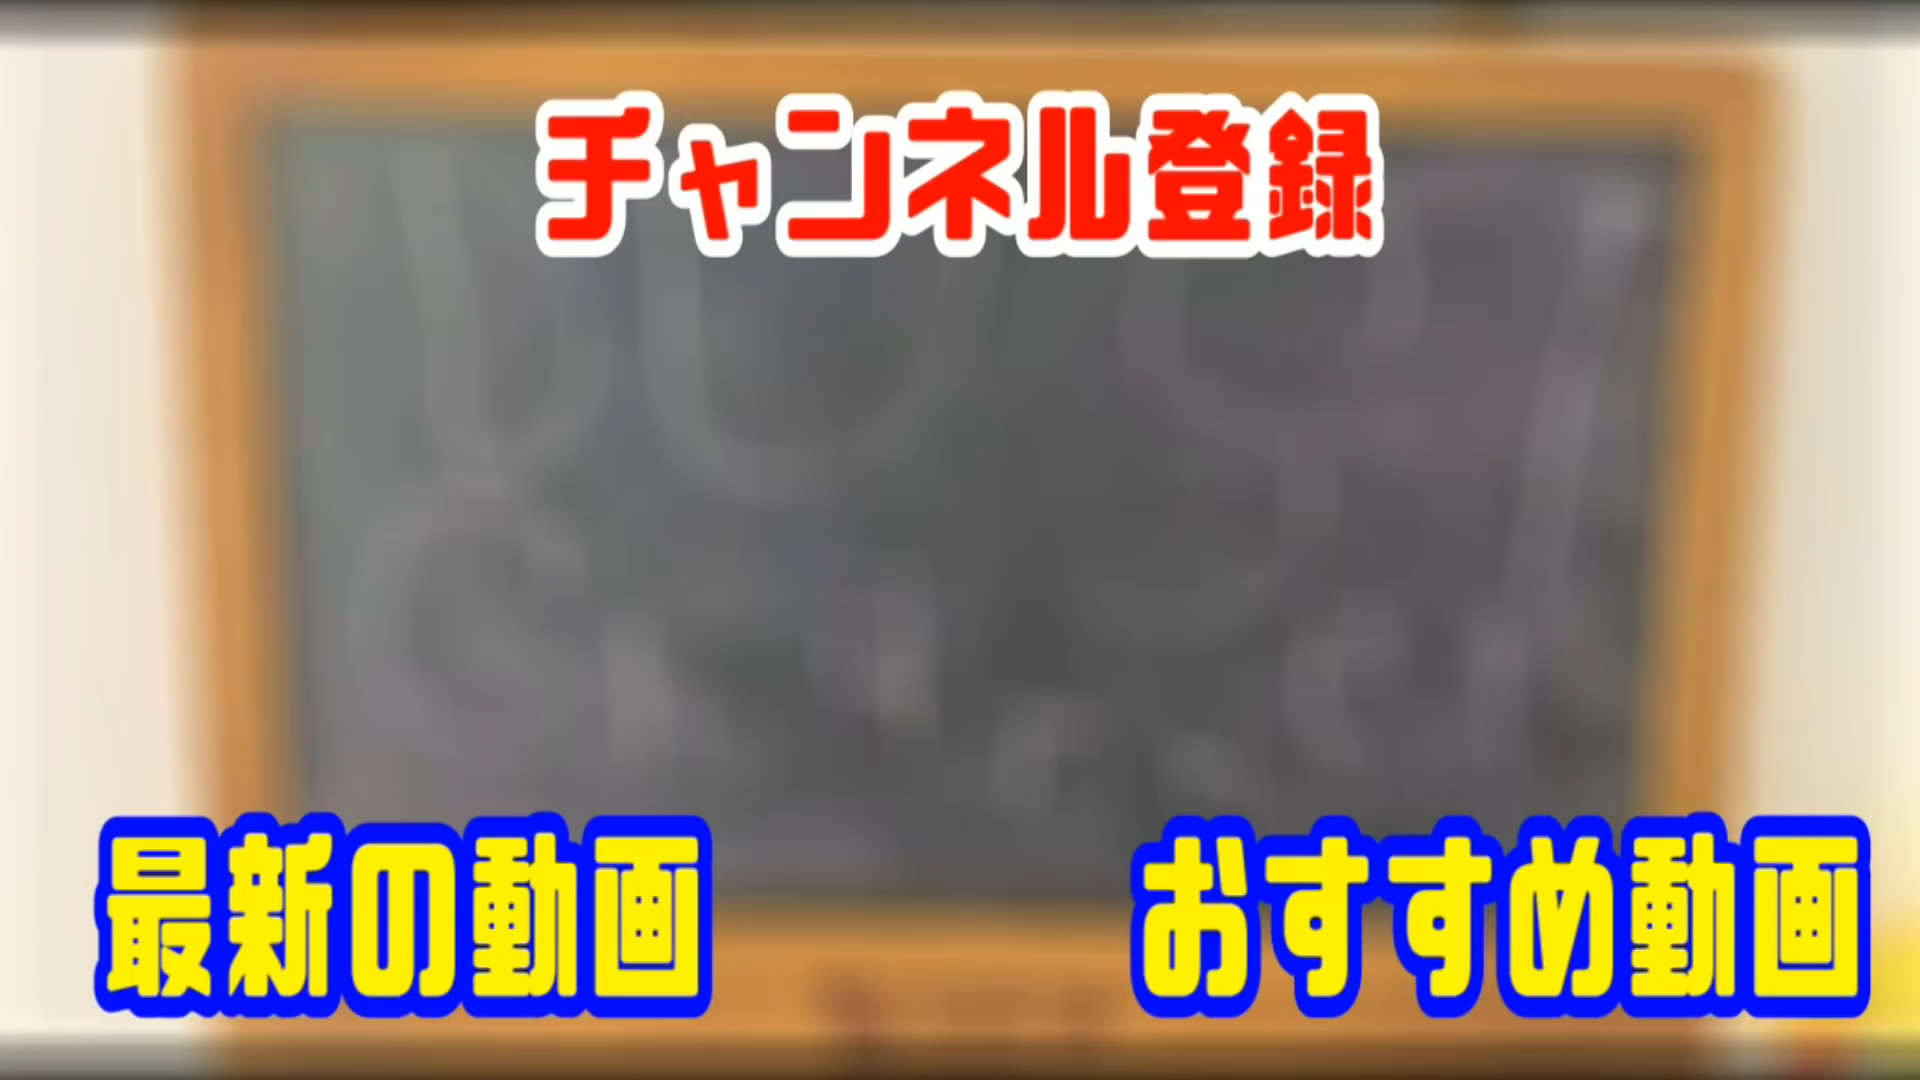 チャンネル登録
最新の動画
おすすめ動画